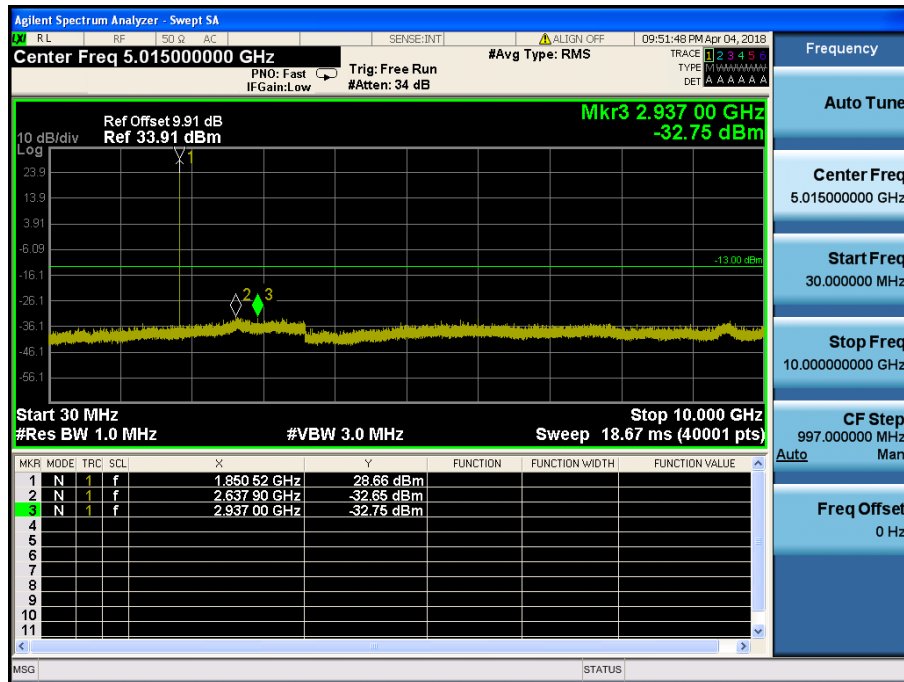 Agilent Spectrum Analyzer - Swept SA
LXI RL RF 50 Ω AC SENSE:INT ALIGN OFF 09:51:48 PM Apr 04, 2018
Center Freq 5.015000000 GHz #Avg Type: RMS TRACE 1 2 3 4 5 6
PNO: Fast Trig: Free Run TYPE M W W W W W
IFGain:Low #Atten: 34 dB DET A A A A A A
Mkr3 2.937 00 GHz
-32.75 dBm
Ref Offset 9.91 dB
10 dB/div Ref 33.91 dBm
Log
1
23.9
13.9
3.91
-6.09
-13.00 dBm
-16.1
-26.1
2 3
-36.1
-46.1
-56.1
Start 30 MHz Stop 10.000 GHz
#Res BW 1.0 MHz #VBW 3.0 MHz Sweep 18.67 ms (40001 pts)
MKR MODE TRC SCL X Y FUNCTION FUNCTION WIDTH FUNCTION VALUE
1 N 1 f 1.850 52 GHz 28.66 dBm
2 N 1 f 2.637 90 GHz -32.65 dBm
3 N 1 f 2.937 00 GHz -32.75 dBm
4
5
6
7
8
9
10
11
MSG STATUS
Frequency
Auto Tune
Center Freq
5.015000000 GHz
Start Freq
30.000000 MHz
Stop Freq
10.000000000 GHz
CF Step
997.000000 MHz
Auto Man
Freq Offset
0 Hz